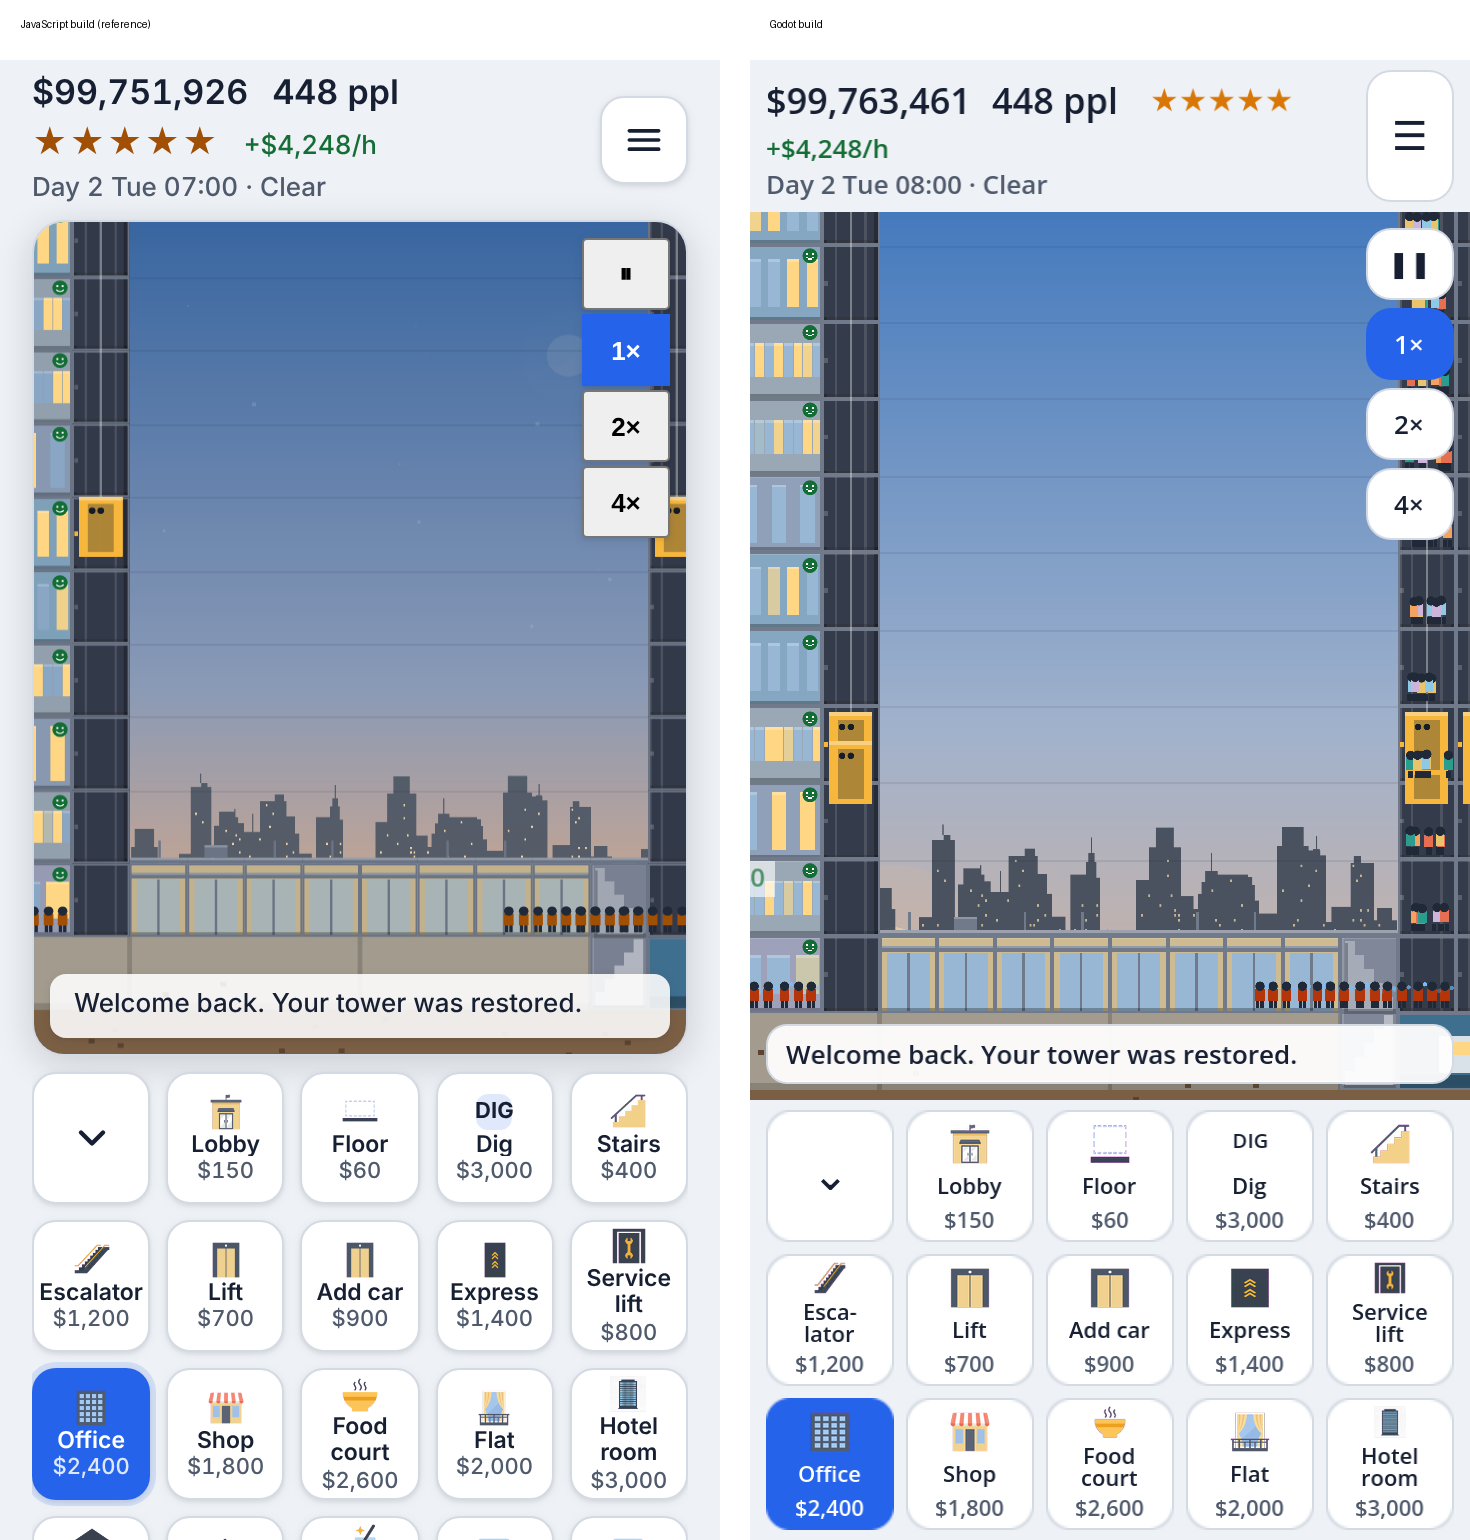 JavaScript build (reference)
$99,751,926 448 ppl
★★★★★ +$4,248/h
Day 2 Tue 07:00 · Clear
1×
2×
4×
Welcome back. Your tower was restored.
Lobby
$150
Floor
$60
DIG
Dig
$3,000
Stairs
$400
Escalator
$1,200
Lift
$700
Add car
$900
Express
$1,400
Service
lift
$800
Office
$2,400
Shop
$1,800
Food
court
$2,600
Flat
$2,000
Hotel
room
$3,000
Godot build
$99,763,461 448 ppl ★★★★★
+$4,248/h
Day 2 Tue 08:00 · Clear
1×
2×
4×
0
Welcome back. Your tower was restored.
Lobby
$150
Floor
$60
DIG
Dig
$3,000
Stairs
$400
Esca-
lator
$1,200
Lift
$700
Add car
$900
Express
$1,400
Service
lift
$800
Office
$2,400
Shop
$1,800
Food
court
$2,600
Flat
$2,000
Hotel
room
$3,000